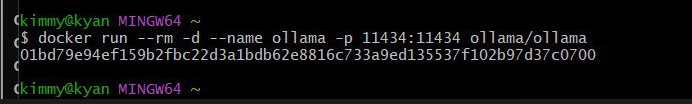 kimmy@kyan MINGW64 ~
$ docker run --rm -d --name ollama -p 11434:11434 ollama/ollama
01bd79e94ef159b2fbc22d3a1bdb62e8816c733a9ed135537f102b97d37c0700
kimmy@kyan MINGW64 ~